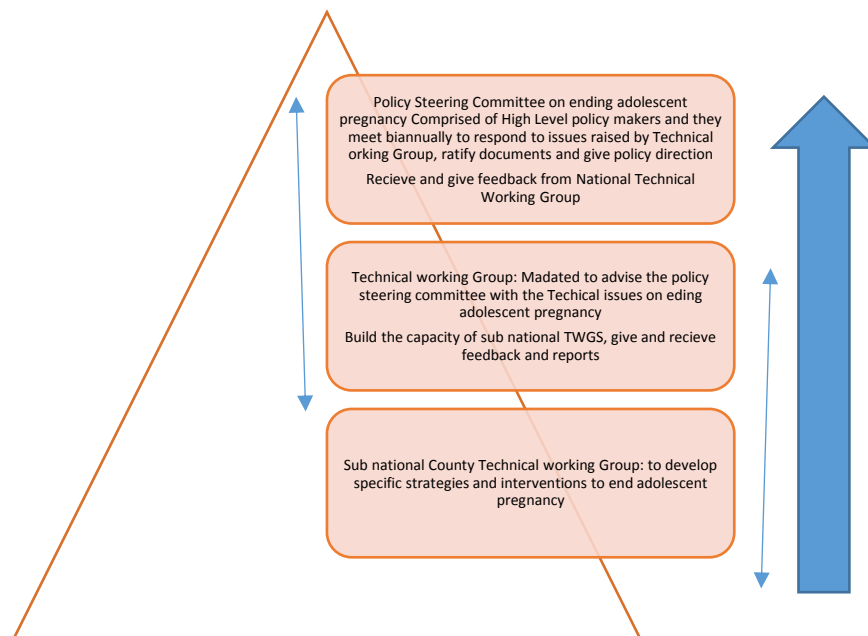 Policy Steering Committee on ending adolescent
pregnancy Comprised of High Level policy makers and they
meet biannually to respond to issues raised by Technical
orking Group, ratify documents and give policy direction
Recieve and give feedback from National Technical
Working Group
Technical working Group: Madated to advise the policy
steering committee with the Techical issues on eding
adolescent pregnancy
Build the capacity of sub national TWGS, give and recieve
feedback and reports
Sub national County Technical working Group: to develop
specific strategies and interventions to end adolescent
pregnancy